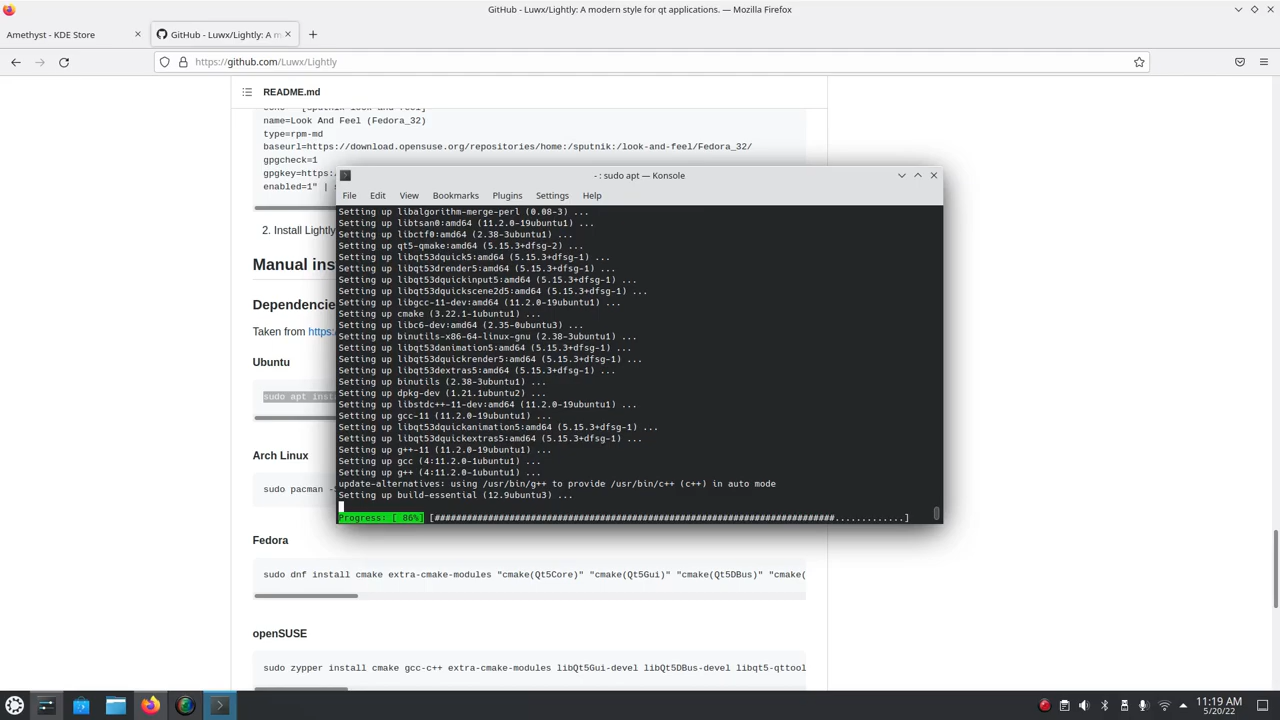 GitHub - Luwx/Lightly: A modern style for qt applications. — Mozilla Firefox
Amethyst - KDE Store
GitHub - Luwx/Lightly: A m
https://github.com/Luwx/Lightly
README.md
name=Look And Feel (Fedora_32)
type=rpm-md
baseurl=https://download.opensuse.org/repositories/home:/sputnik:/look-and-feel/Fedora_32/
gpgcheck=1
gpgkey=https:
enabled=1" | s
2. Install Lightly
Manual ins
Dependencie
Taken from https:
Ubuntu
sudo apt inst
Arch Linux
sudo pacman -S
Fedora
sudo dnf install cmake extra-cmake-modules "cmake(Qt5Core)" "cmake(Qt5Gui)" "cmake(Qt5DBus)" "cmake(
openSUSE
sudo zypper install cmake gcc-c++ extra-cmake-modules libQt5Gui-devel libQt5DBus-devel libqt5-qttool
- : sudo apt — Konsole
File Edit View Bookmarks Plugins Settings Help
Setting up libalgorithm-merge-perl (0.08-3) ...
Setting up libtsan0:amd64 (11.2.0-19ubuntu1) ...
Setting up libctf0:amd64 (2.38-3ubuntu1) ...
Setting up qt5-qmake:amd64 (5.15.3+dfsg-2) ...
Setting up libqt53dquick5:amd64 (5.15.3+dfsg-1) ...
Setting up libqt53drender5:amd64 (5.15.3+dfsg-1) ...
Setting up libqt53dquickinput5:amd64 (5.15.3+dfsg-1) ...
Setting up libqt53dquickscene2d5:amd64 (5.15.3+dfsg-1) ...
Setting up libgcc-11-dev:amd64 (11.2.0-19ubuntu1) ...
Setting up cmake (3.22.1-1ubuntu1) ...
Setting up libc6-dev:amd64 (2.35-0ubuntu3) ...
Setting up binutils-x86-64-linux-gnu (2.38-3ubuntu1) ...
Setting up libqt53danimation5:amd64 (5.15.3+dfsg-1) ...
Setting up libqt53dquickrender5:amd64 (5.15.3+dfsg-1) ...
Setting up libqt53dextras5:amd64 (5.15.3+dfsg-1) ...
Setting up binutils (2.38-3ubuntu1) ...
Setting up dpkg-dev (1.21.1ubuntu2) ...
Setting up libstdc++-11-dev:amd64 (11.2.0-19ubuntu1) ...
Setting up gcc-11 (11.2.0-19ubuntu1) ...
Setting up libqt53dquickanimation5:amd64 (5.15.3+dfsg-1) ...
Setting up libqt53dquickextras5:amd64 (5.15.3+dfsg-1) ...
Setting up g++-11 (11.2.0-19ubuntu1) ...
Setting up gcc (4:11.2.0-1ubuntu1) ...
Setting up g++ (4:11.2.0-1ubuntu1) ...
update-alternatives: using /usr/bin/g++ to provide /usr/bin/c++ (c++) in auto mode
Setting up build-essential (12.9ubuntu3) ...
Progress: [ 86%] [################################################################################.............]
11:19 AM
5/20/22